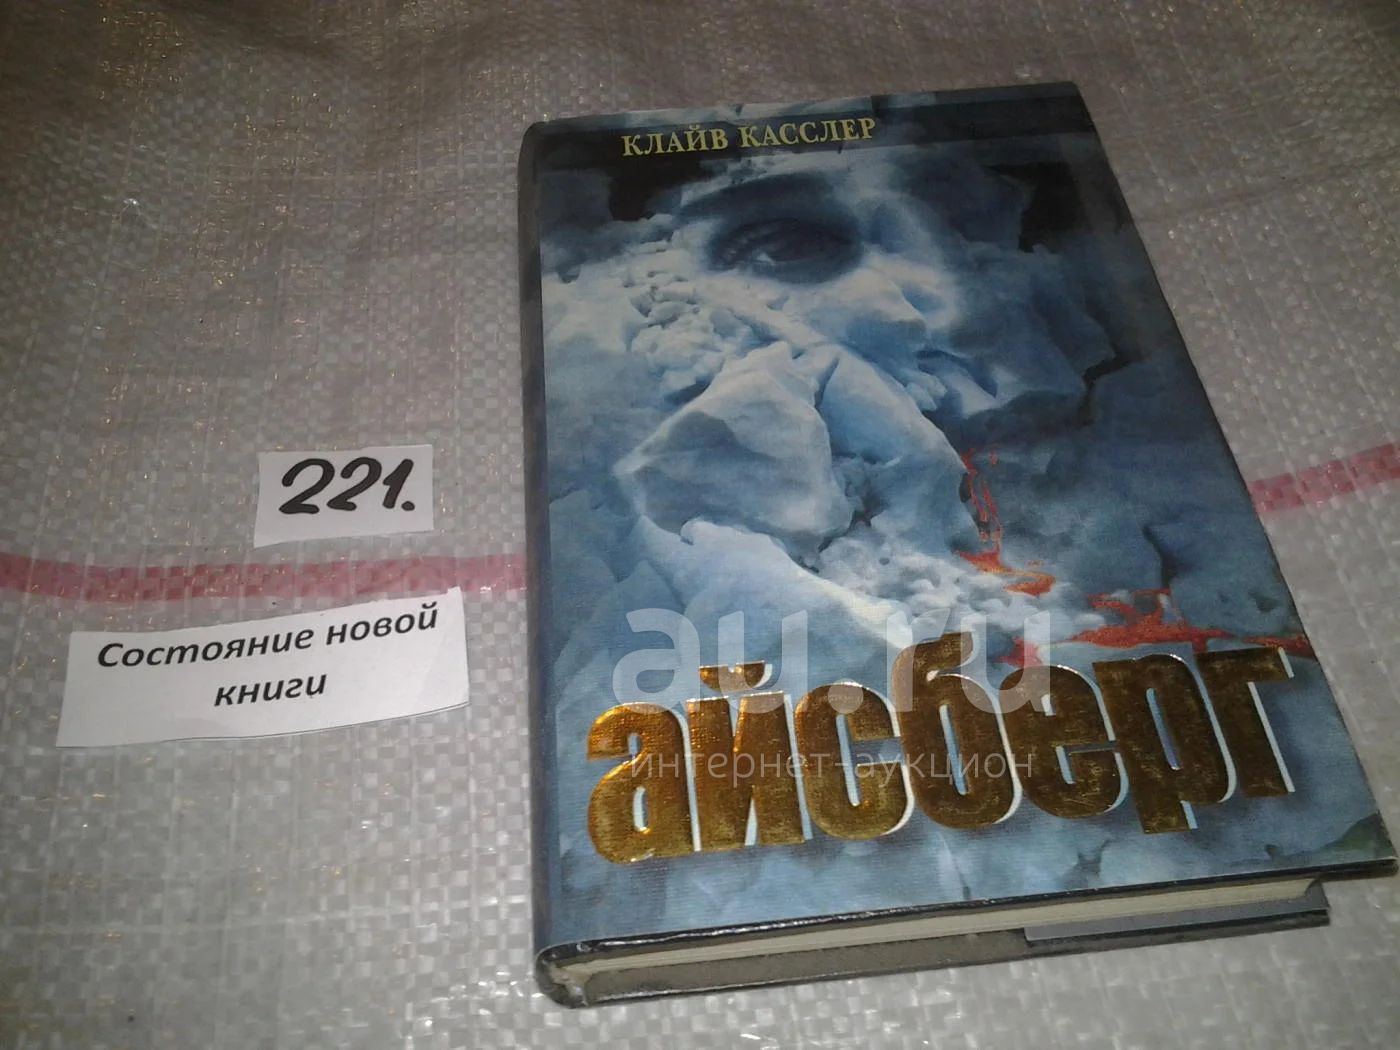 КЛАЙВ КАССЛЕР
221.
Состояние новой
книги
au.ru
айсберг
интернет-аукцион